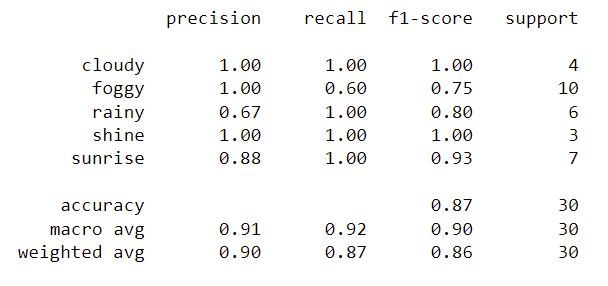 precision recall f1-score support
cloudy 1.00 1.00 1.00 4
foggy 1.00 0.60 0.75 10
rainy 0.67 1.00 0.80 6
shine 1.00 1.00 1.00 3
sunrise 0.88 1.00 0.93 7
accuracy 0.87 30
macro avg 0.91 0.92 0.90 30
weighted avg 0.90 0.87 0.86 30